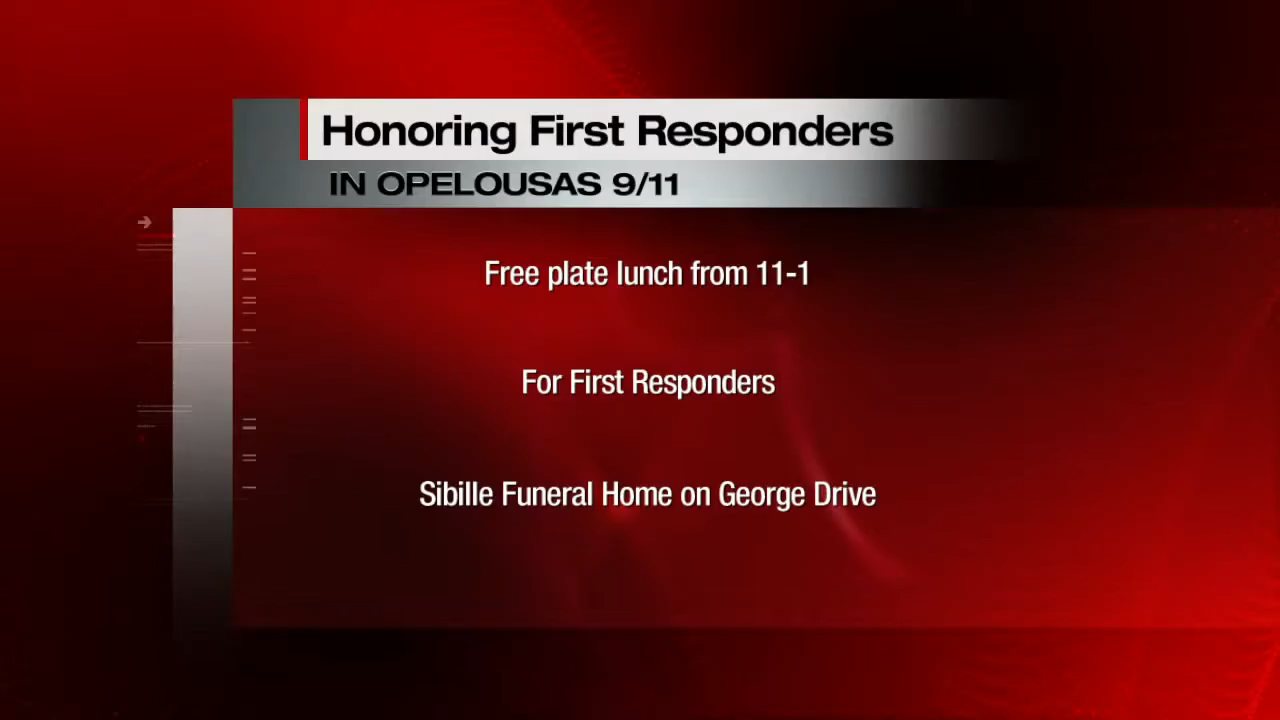 Honoring First Responders
IN OPELOUSAS 9/11
Free plate lunch from 11-1
For First Responders
Sibille Funeral Home on George Drive